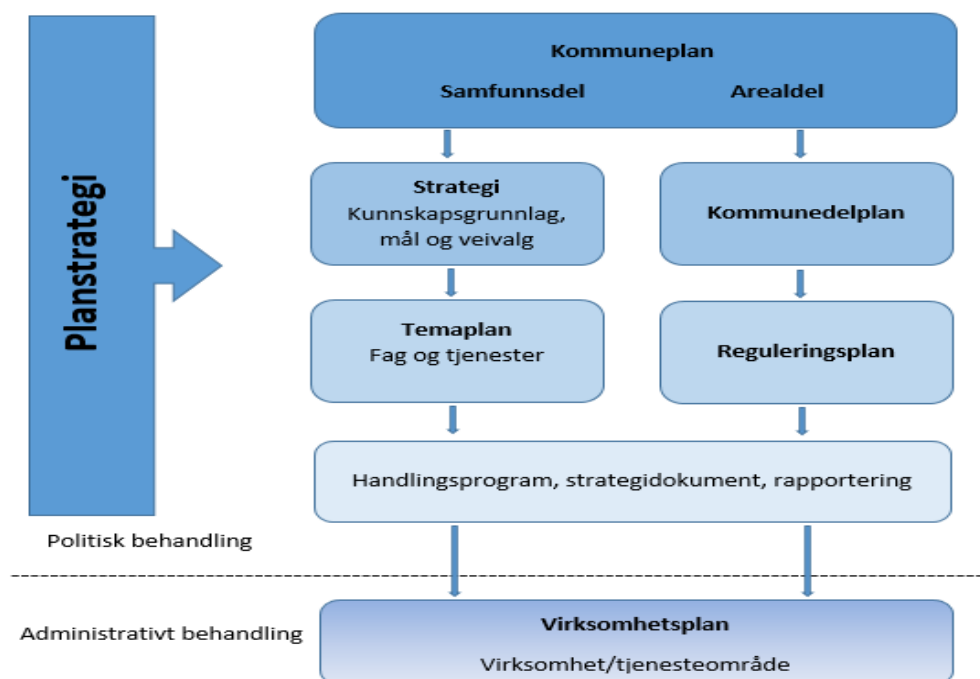 Planstrategi
Kommuneplan
Samfunnsdel
Arealdel
Strategi
Kunnskapsgrunnlag,
mål og veivalg
Kommunedelplan
Temaplan
Fag og tjenester
Reguleringsplan
Handlingsprogram, strategidokument, rapportering
Politisk behandling
Administrativt behandling
Virksomhetsplan
Virksomhet/tjenesteområde